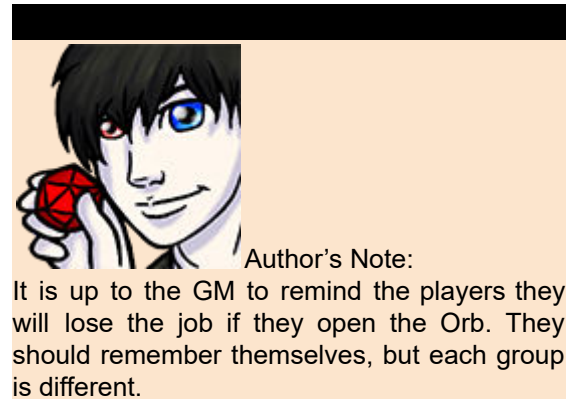 Author’s Note:
It is up to the GM to remind the players they
will lose the job if they open the Orb. They
should remember themselves, but each group
is different.